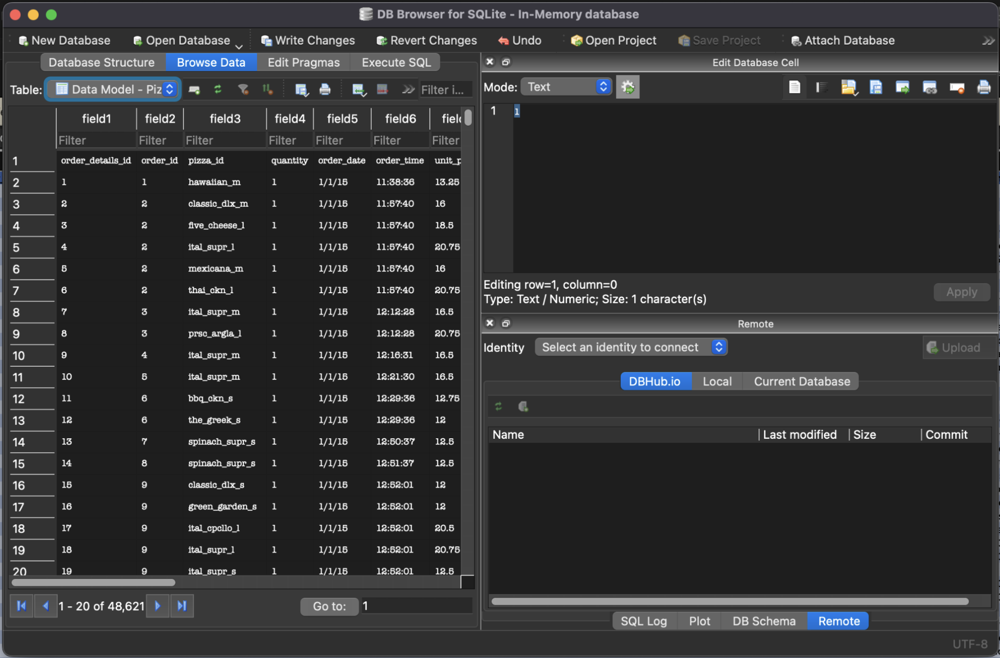 DB Browser for SQLite - In-Memory database
New Database Open Database Write Changes Revert Changes Undo Open Project Save Project Attach Database
Database Structure Browse Data Edit Pragmas Execute SQL
Table: Data Model - Piz Filter i...
field1 field2 field3 field4 field5 field6 fiel
Filter Filter Filter Filter Filter Filter Filter
1 order_details_id order_id pizza_id quantity order_date order_time unit_p
2 1 1 hawaiian_m 1 1/1/15 11:38:36 13.25
3 2 2 classic_dlx_m 1 1/1/15 11:57:40 16
4 3 2 five_cheese_l 1 1/1/15 11:57:40 18.5
5 4 2 ital_supr_l 1 1/1/15 11:57:40 20.75
6 5 2 mexicana_m 1 1/1/15 11:57:40 16
7 6 2 thai_ckn_l 1 1/1/15 11:57:40 20.75
8 7 3 ital_supr_m 1 1/1/15 12:12:28 16.5
9 8 3 prsc_argla_l 1 1/1/15 12:12:28 20.75
10 9 4 ital_supr_m 1 1/1/15 12:16:31 16.5
11 10 5 ital_supr_m 1 1/1/15 12:21:30 16.5
12 11 6 bbq_ckn_s 1 1/1/15 12:29:36 12.75
13 12 6 the_greek_s 1 1/1/15 12:29:36 12
14 13 7 spinach_supr_s 1 1/1/15 12:50:37 12.5
15 14 8 spinach_supr_s 1 1/1/15 12:51:37 12.5
16 15 9 classic_dlx_s 1 1/1/15 12:52:01 12
17 16 9 green_garden_s 1 1/1/15 12:52:01 12
18 17 9 ital_cpcllo_l 1 1/1/15 12:52:01 20.5
19 18 9 ital_supr_l 1 1/1/15 12:52:01 20.75
20 19 9 ital_supr_s 1 1/1/15 12:52:01 12.5
1 - 20 of 48,621 Go to: 1
Edit Database Cell
Mode: Text
1 1
Editing row=1, column=0
Type: Text / Numeric; Size: 1 character(s)
Apply
Remote
Identity Select an identity to connect Upload
DBHub.io Local Current Database
Name Last modified Size Commit
SQL Log Plot DB Schema Remote
UTF-8